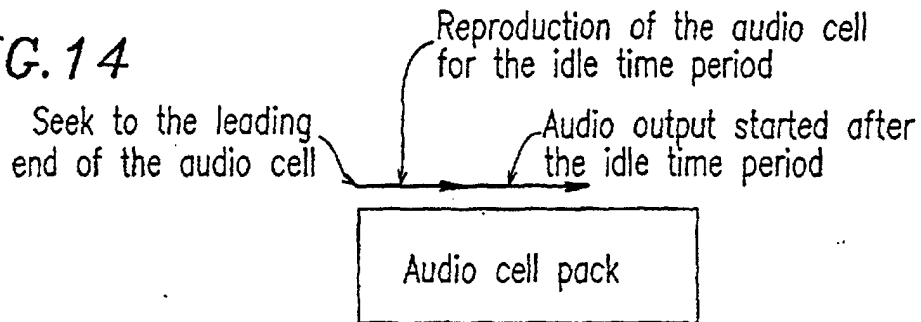 G.14
Reproduction of the audio cell
for the idle time period
Seek to the leading
end of the audio cell
Audio output started after
the idle time period
Audio cell pack